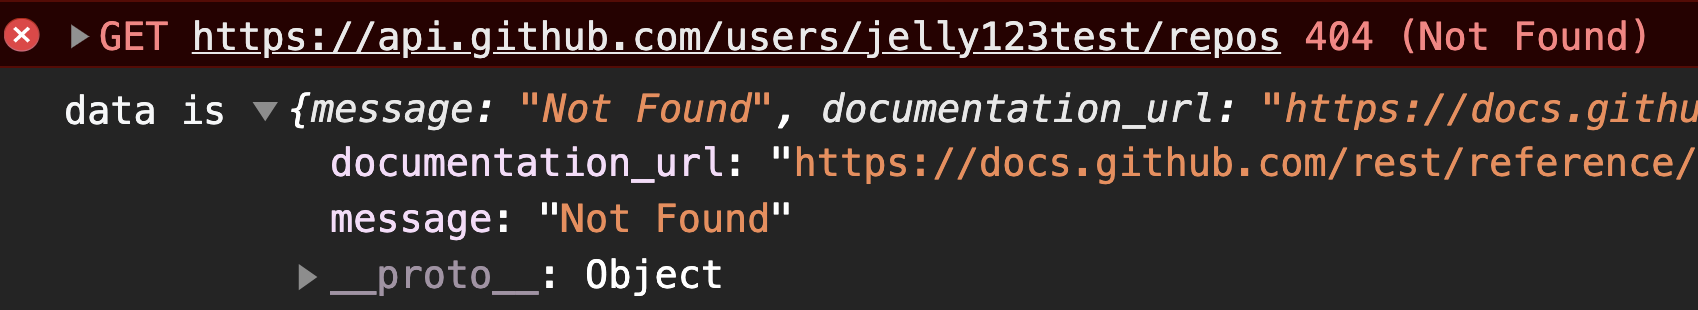 GET https://api.github.com/users/jelly123test/repos 404 (Not Found)
data is {message: "Not Found", documentation_url: "https://docs.githu
documentation_url: "https://docs.github.com/rest/reference/
message: "Not Found"
__proto__: Object